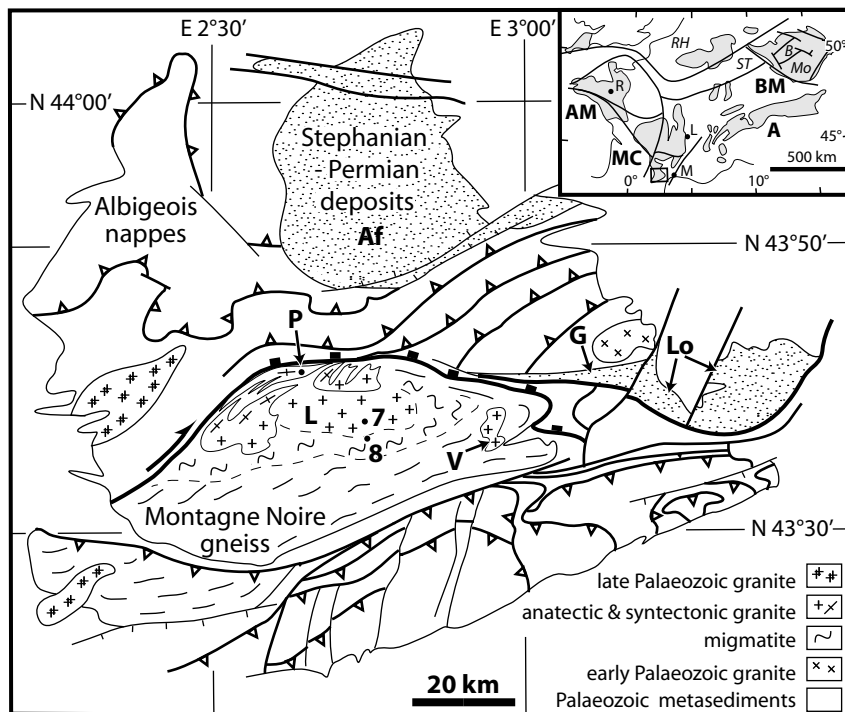 E 2°30′
E 3°00′
N 44°00′
Stephanian
- Permian
deposits
Af
Albigeois
nappes
N 43°50′
P
G
Lo
L
7
8
V
Montagne Noire
gneiss
N 43°30′
late Palaeozoic granite
anatectic & syntectonic granite
migmatite
early Palaeozoic granite
Palaeozoic metasediments
20 km
RH
ST
B
Mo
50°
BM
R
AM
A
L
MC
45°
M
500 km
0°
10°